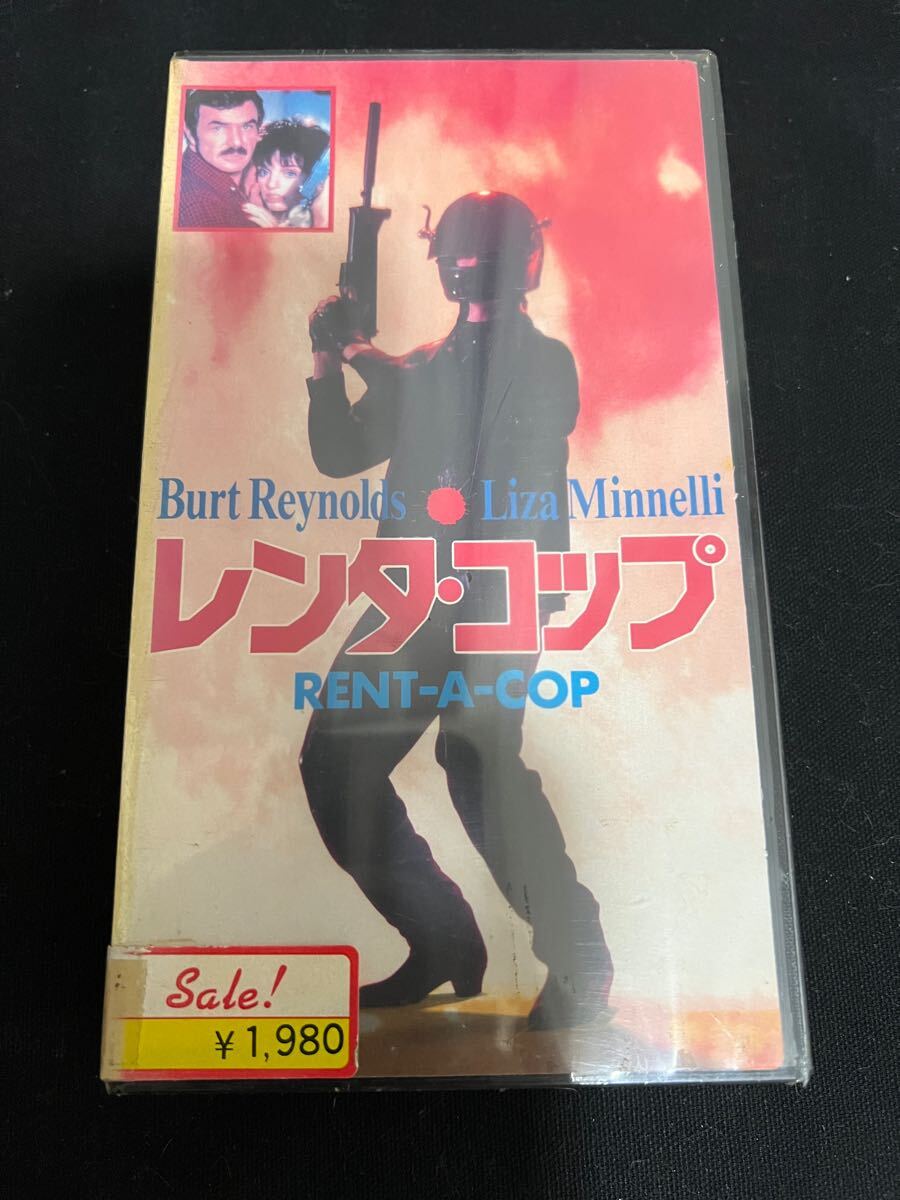 Burt Reynolds Liza Minnelli
レンタ・コップ
RENT-A-COP
Sale!
¥1,980